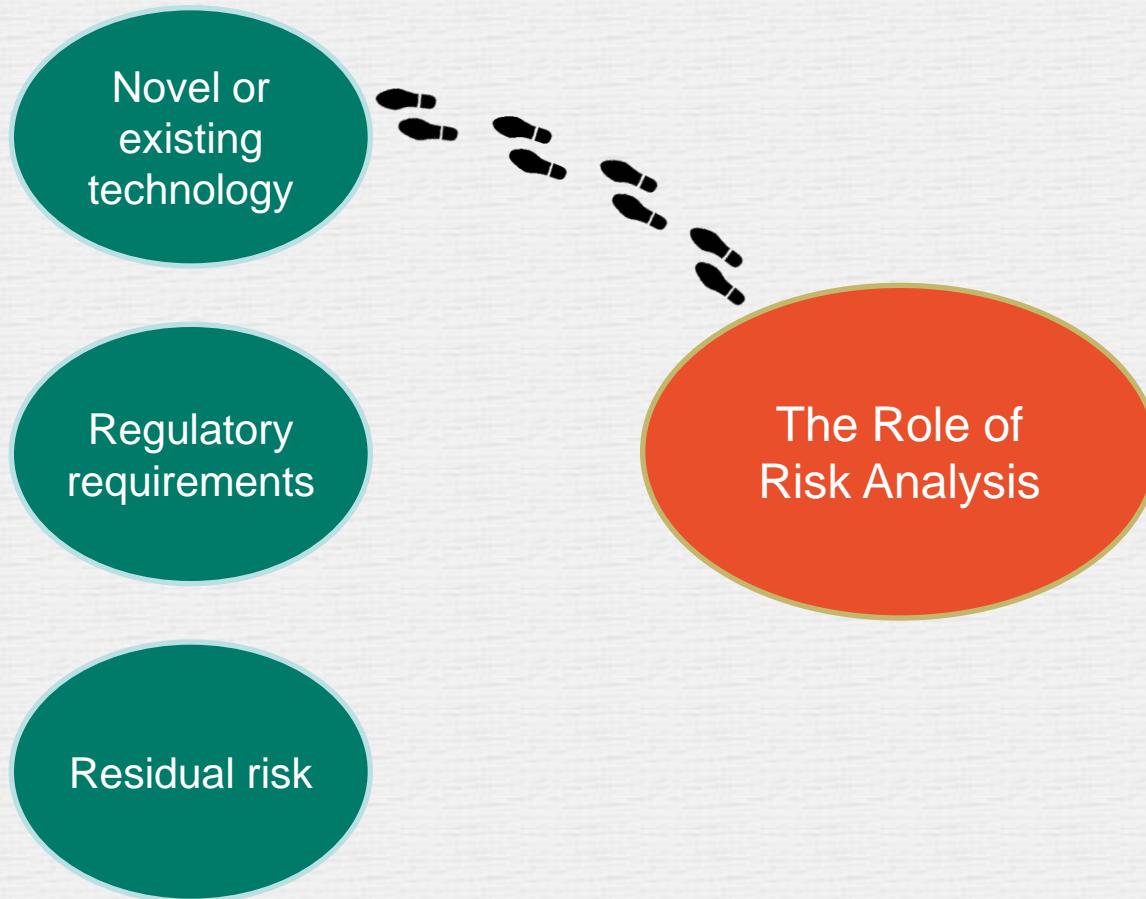 Novel or
existing
technology
Regulatory
requirements
Residual risk
The Role of
Risk Analysis